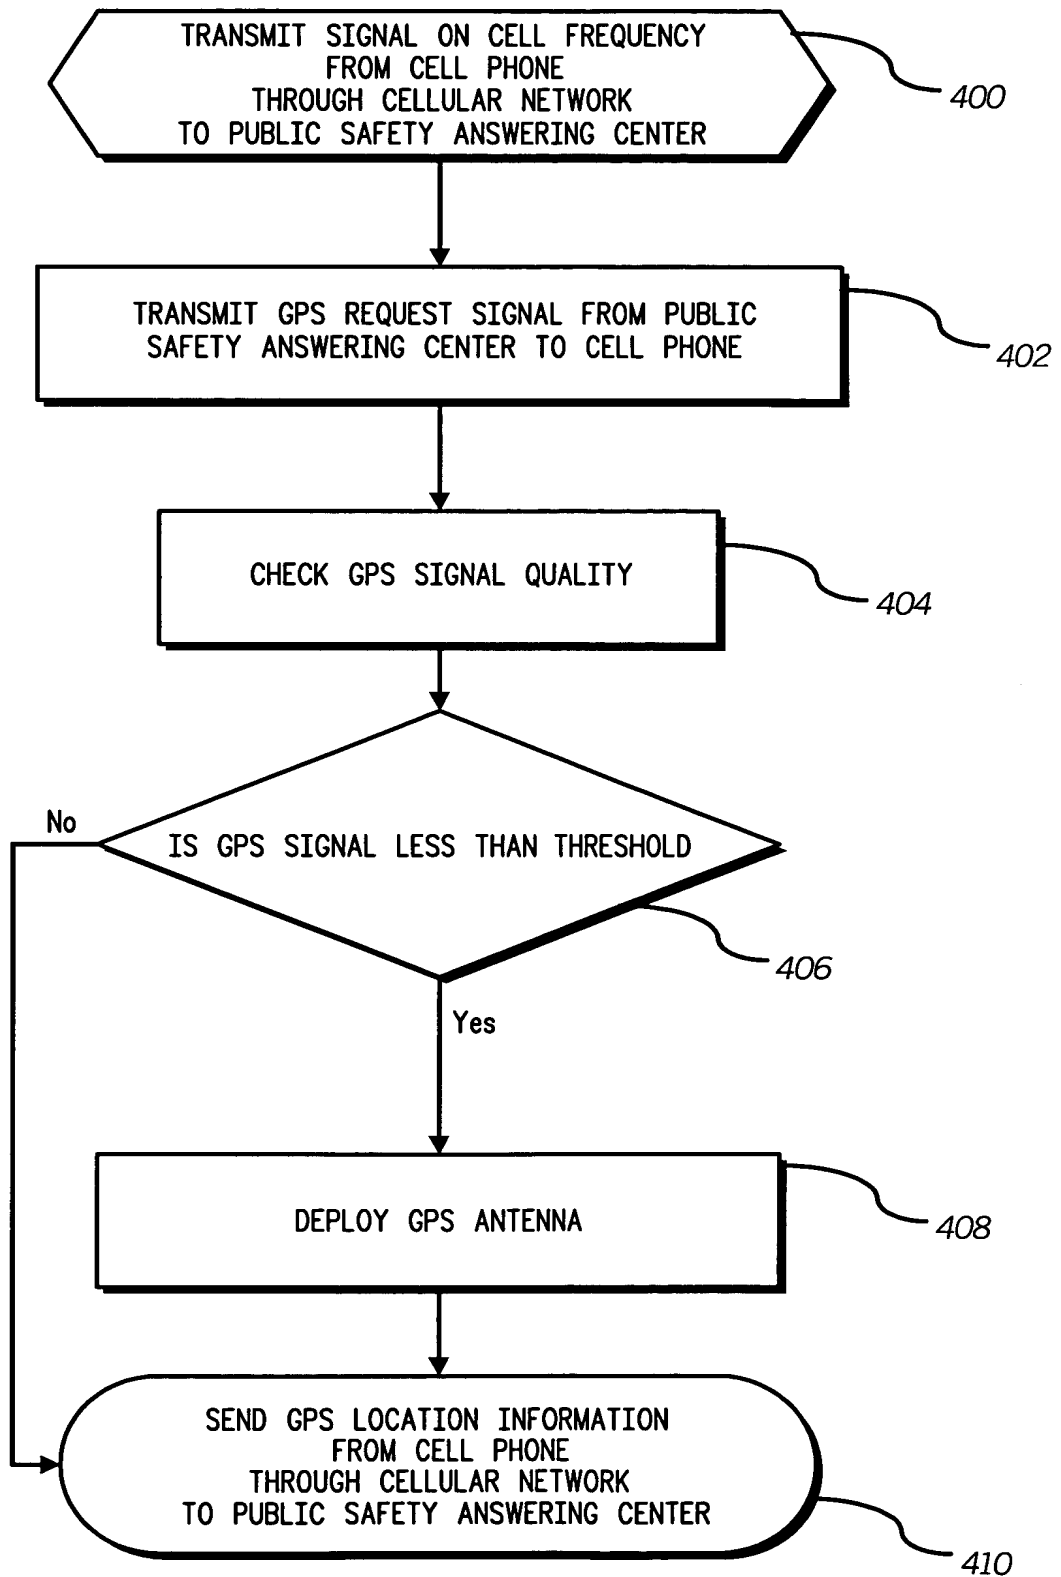 TRANSMIT SIGNAL ON CELL FREQUENCY
FROM CELL PHONE
THROUGH CELLULAR NETWORK
TO PUBLIC SAFETY ANSWERING CENTER
400
TRANSMIT GPS REQUEST SIGNAL FROM PUBLIC
SAFETY ANSWERING CENTER TO CELL PHONE
402
CHECK GPS SIGNAL QUALITY
404
No
IS GPS SIGNAL LESS THAN THRESHOLD
406
Yes
DEPLOY GPS ANTENNA
408
SEND GPS LOCATION INFORMATION
FROM CELL PHONE
THROUGH CELLULAR NETWORK
TO PUBLIC SAFETY ANSWERING CENTER
410